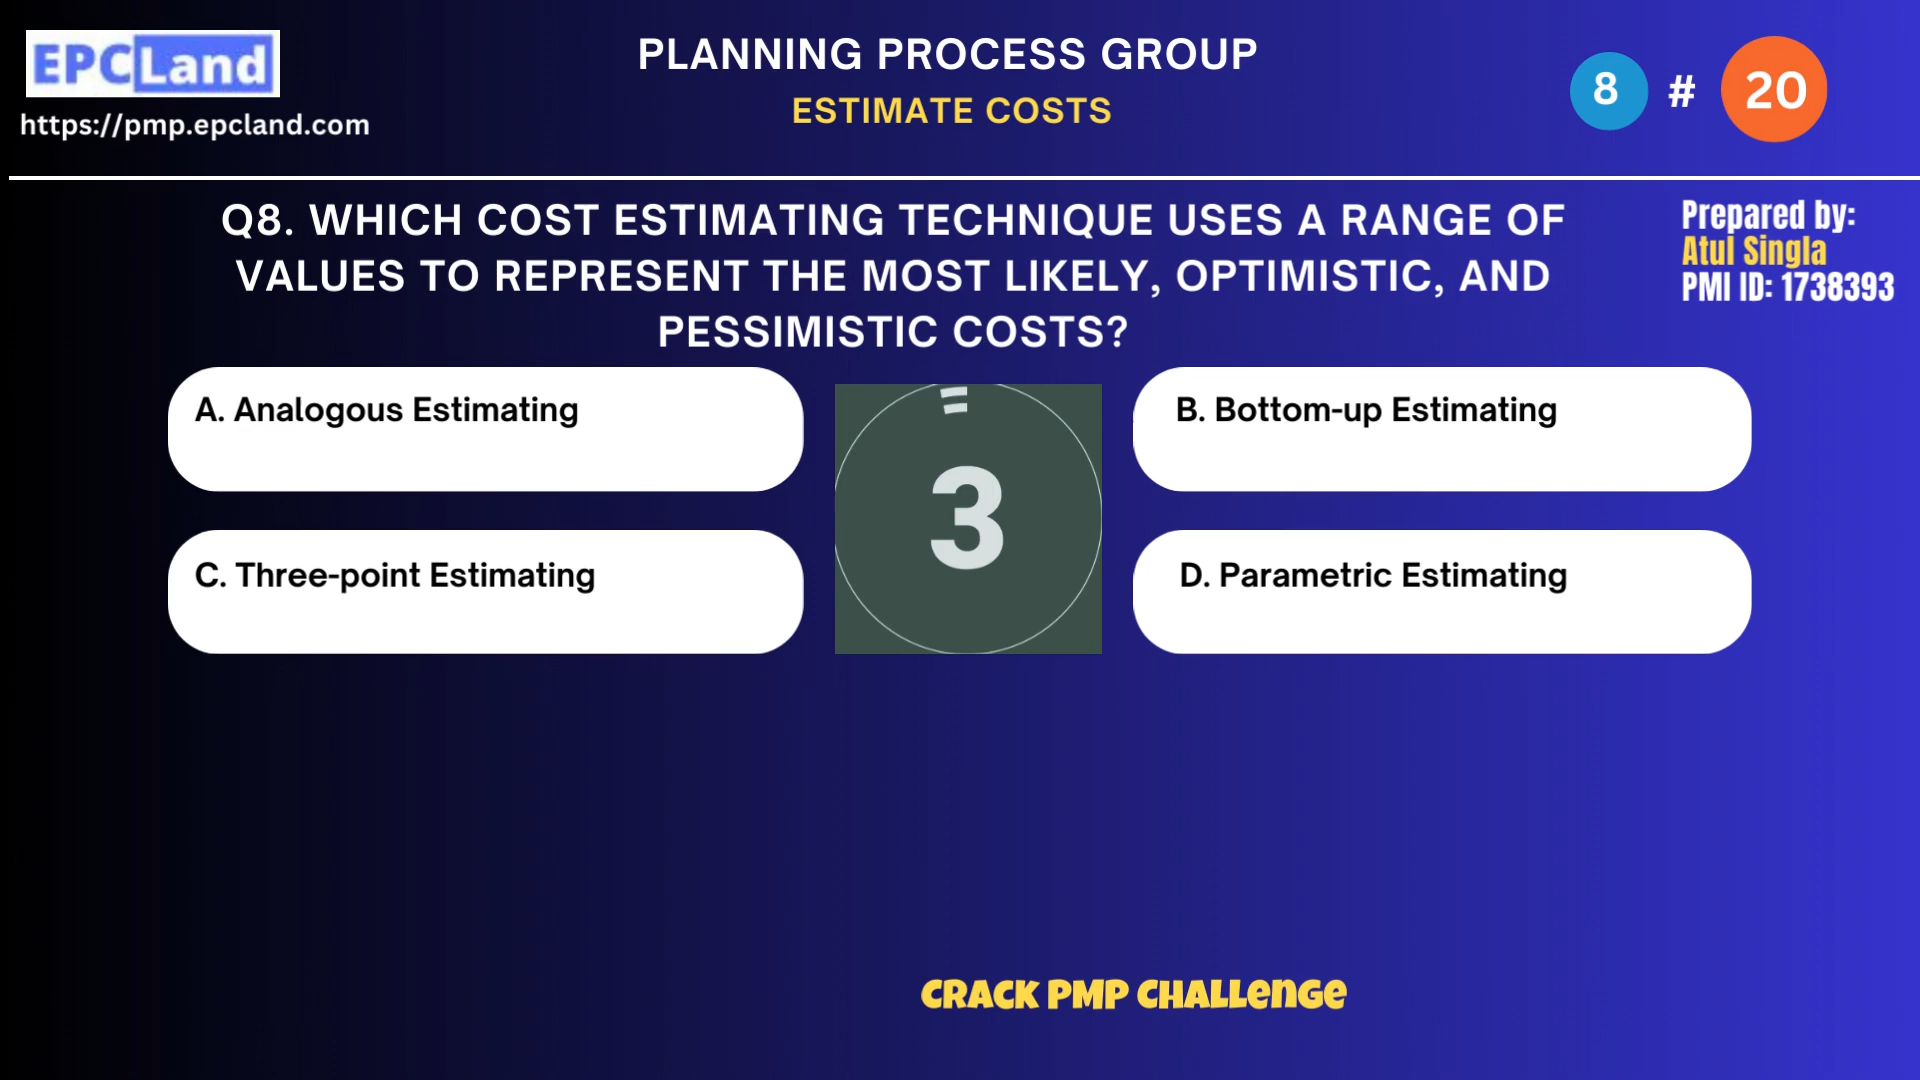 EPCLand
https://pmp.epcland.com
PLANNING PROCESS GROUP
ESTIMATE COSTS
8 # 20
Q8. WHICH COST ESTIMATING TECHNIQUE USES A RANGE OF
VALUES TO REPRESENT THE MOST LIKELY, OPTIMISTIC, AND
PESSIMISTIC COSTS?
Prepared by:
Atul Singla
PMI ID: 1738393
A. Analogous Estimating
B. Bottom-up Estimating
3
C. Three-point Estimating
D. Parametric Estimating
CRACK PMP CHALLenGe